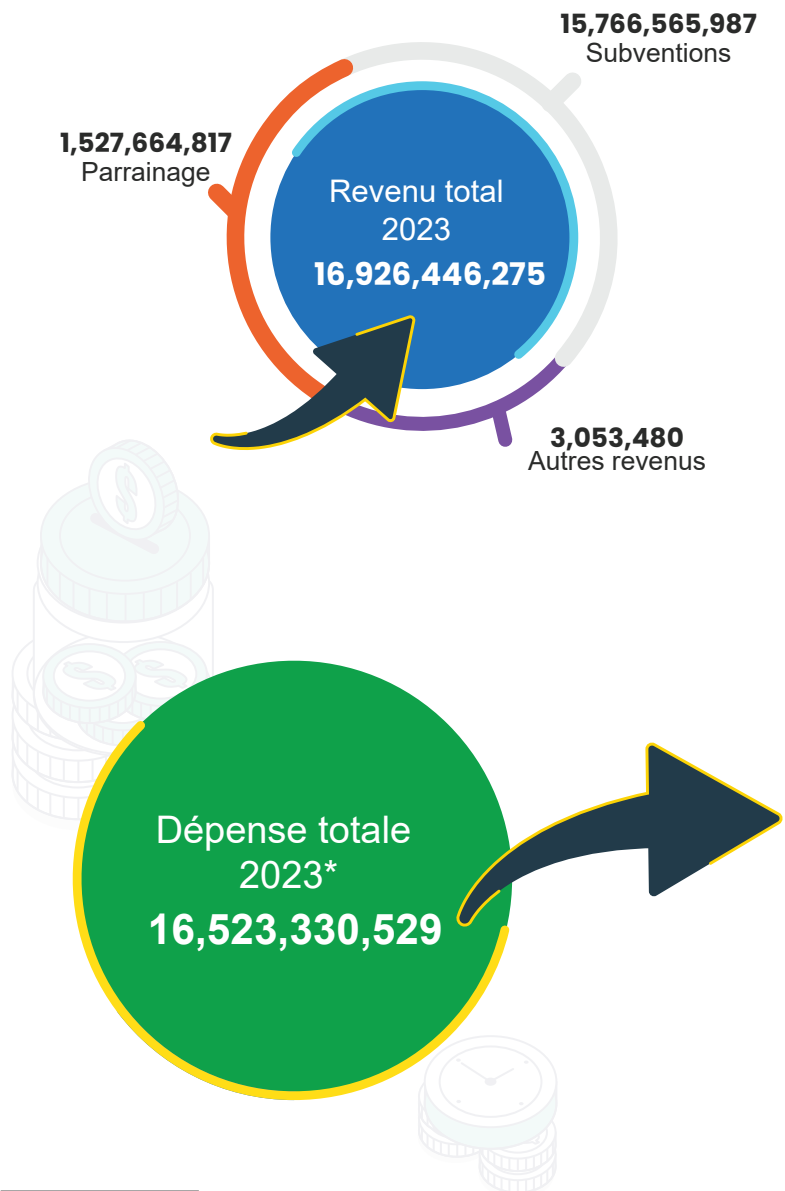 15,766,565,987
Subventions
1,527,664,817
Parrainage
Revenu total
2023
16,926,446,275
3,053,480
Autres revenus
Dépense totale
2023*
16,523,330,529